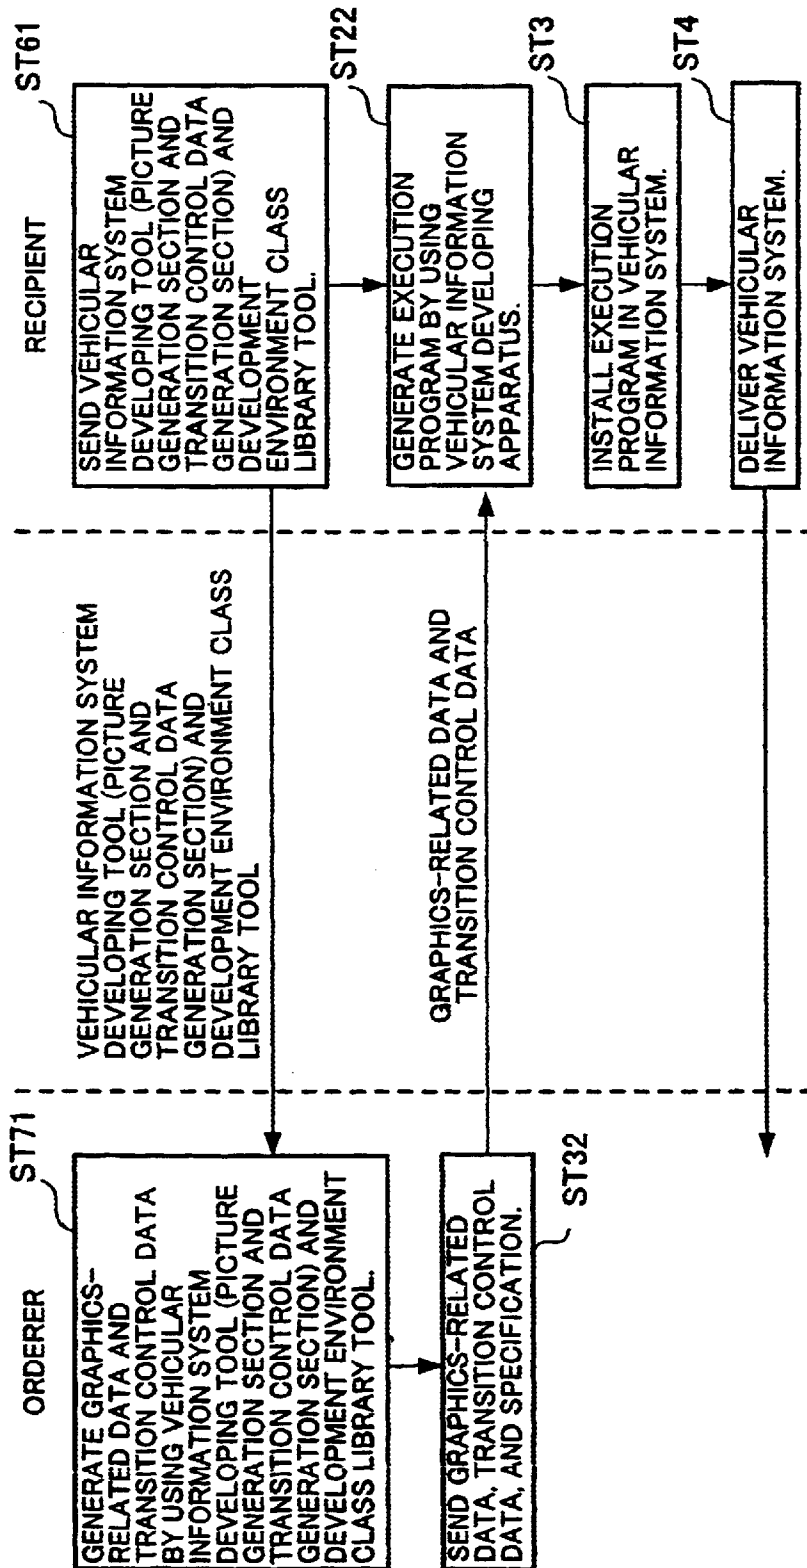 ORDERER
ST71
GENERATE GRAPHICS-
RELATED DATA AND
TRANSITION CONTROL DATA
BY USING VEHICULAR
INFORMATION SYSTEM
DEVELOPING TOOL (PICTURE
GENERATION SECTION AND
TRANSITION CONTROL DATA
GENERATION SECTION) AND
DEVELOPMENT ENVIRONMENT
CLASS LIBRARY TOOL.
SEND GRAPHICS-RELATED
DATA, TRANSITION CONTROL
DATA, AND SPECIFICATION.
ST32
VEHICULAR INFORMATION SYSTEM
DEVELOPING TOOL (PICTURE
GENERATION SECTION AND
TRANSITION CONTROL DATA
GENERATION SECTION) AND
DEVELOPMENT ENVIRONMENT CLASS
LIBRARY TOOL
GRAPHICS-RELATED DATA AND
TRANSITION CONTROL DATA
RECIPIENT
ST61
SEND VEHICULAR
INFORMATION SYSTEM
DEVELOPING TOOL (PICTURE
GENERATION SECTION AND
TRANSITION CONTROL DATA
GENERATION SECTION) AND
DEVELOPMENT
ENVIRONMENT CLASS
LIBRARY TOOL.
ST22
GENERATE EXECUTION
PROGRAM BY USING
VEHICULAR INFORMATION
SYSTEM DEVELOPING
APPARATUS.
ST3
INSTALL EXECUTION
PROGRAM IN VEHICULAR
INFORMATION SYSTEM.
ST4
DELIVER VEHICULAR
INFORMATION SYSTEM.